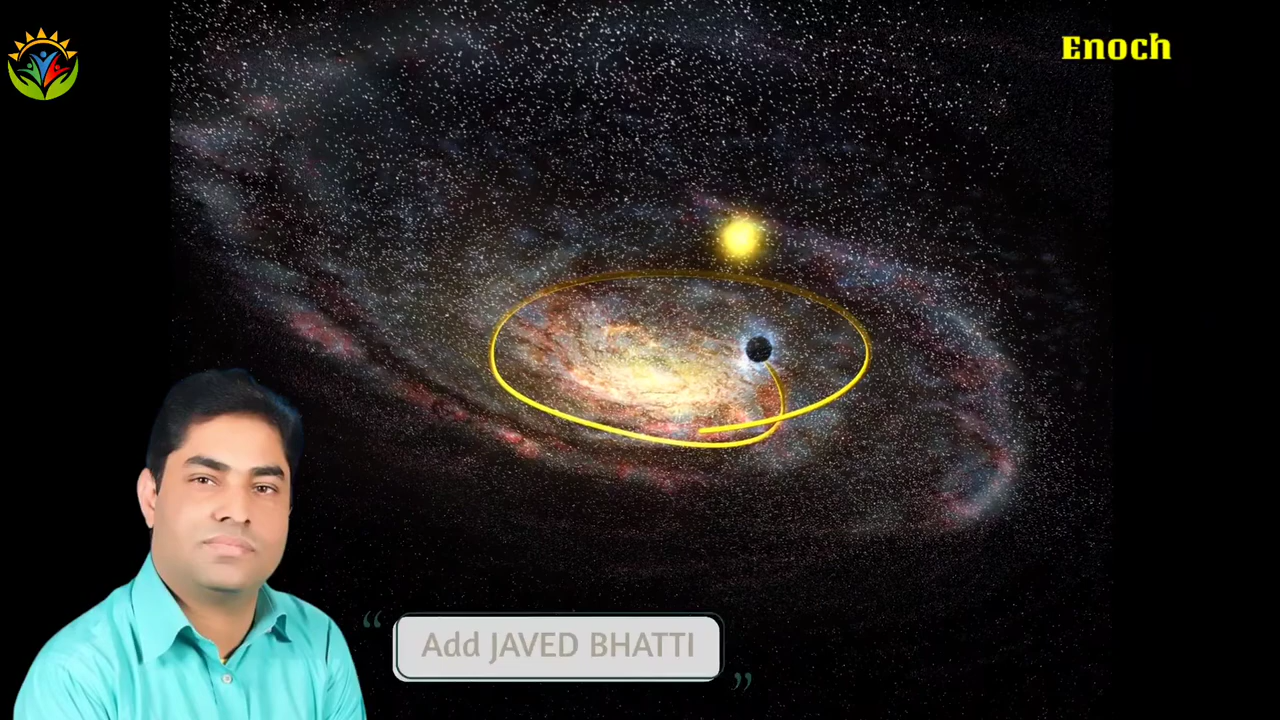 Enoch
“ Add JAVED BHATTI ”